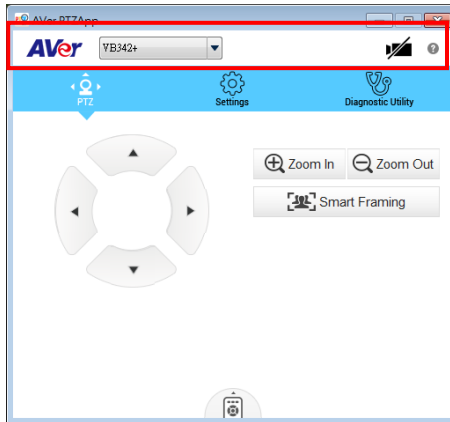 AVer PTZApp
AVer VB342+
PTZ Settings Diagnostic Utility
Zoom In Zoom Out
Smart Framing